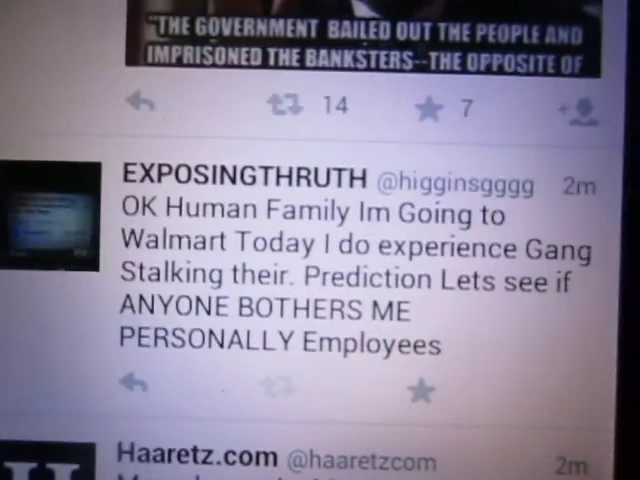 "THE GOVERNMENT BAILED OUT THE PEOPLE AND
IMPRISONED THE BANKSTERS--THE OPPOSITE OF
14
7
EXPOSINGTHRUTH @higginsgggg 2m
OK Human Family Im Going to
Walmart Today I do experience Gang
Stalking their. Prediction Lets see if
ANYONE BOTHERS ME
PERSONALLY Employees
Haaretz.com @haaretzcom 2m